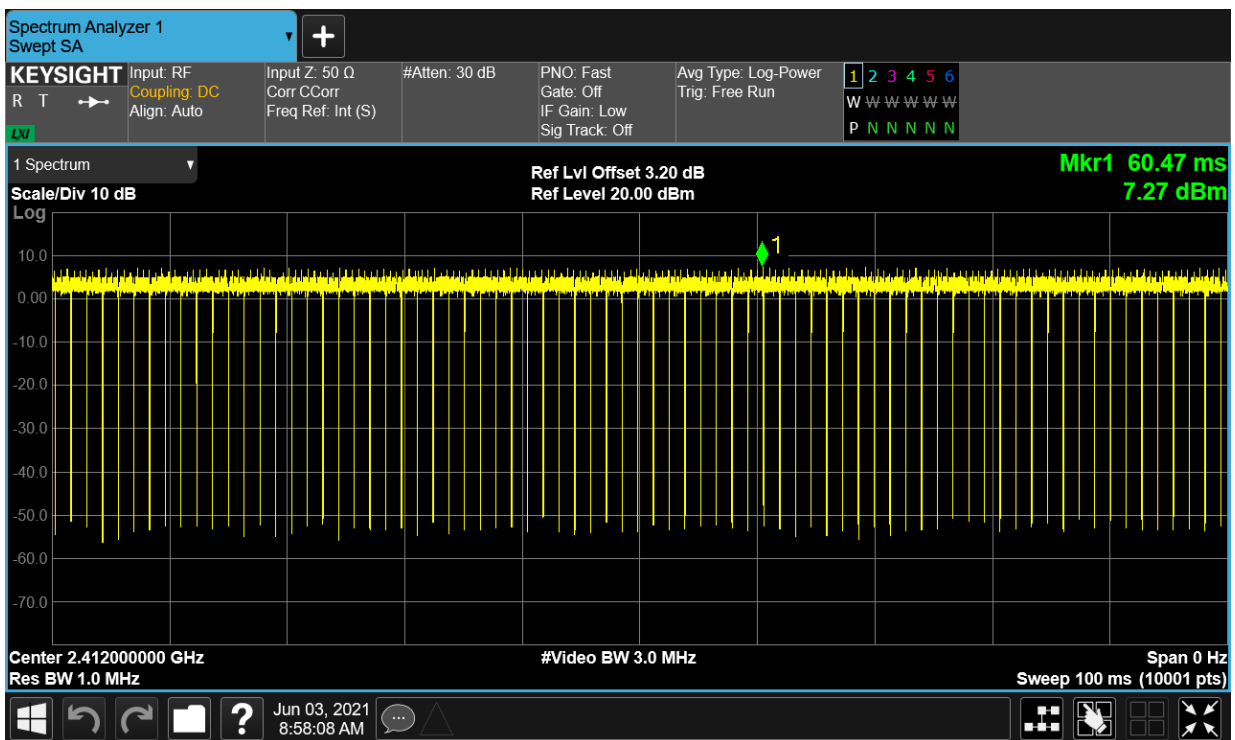 Spectrum Analyzer 1
Swept SA
KEYSIGHT
R T
LXI
Input: RF
Coupling: DC
Align: Auto
Input Z: 50 Ω
Corr CCorr
Freq Ref: Int (S)
#Atten: 30 dB
PNO: Fast
Gate: Off
IF Gain: Low
Sig Track: Off
Avg Type: Log-Power
Trig: Free Run
1 2 3 4 5 6
W W W W W W
P N N N N N
1 Spectrum
Scale/Div 10 dB
Log
Ref Lvl Offset 3.20 dB
Ref Level 20.00 dBm
Mkr1 60.47 ms
7.27 dBm
1
10.0
0.00
-10.0
-20.0
-30.0
-40.0
-50.0
-60.0
-70.0
Center 2.412000000 GHz
Res BW 1.0 MHz
#Video BW 3.0 MHz
Span 0 Hz
Sweep 100 ms (10001 pts)
?
Jun 03, 2021
8:58:08 AM